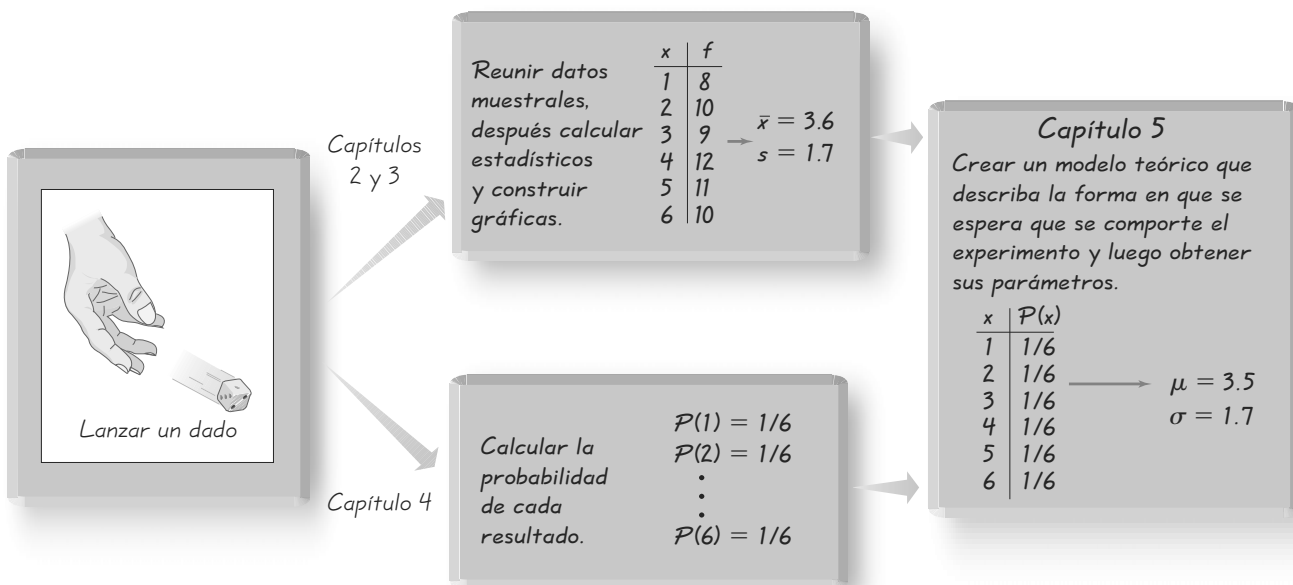 Lanzar un dado
Capítulos
2 y 3
Reunir datos
muestrales,
después calcular
estadísticos
y construir
gráficas.
x f
1 8
2 10
3 9
4 12
5 11
6 10
x̄ = 3.6
s = 1.7
Capítulo 4
Calcular la
probabilidad
de cada
resultado.
P(1) = 1/6
P(2) = 1/6
•
•
•
P(6) = 1/6
Capítulo 5
Crear un modelo teórico que
describa la forma en que se
espera que se comporte el
experimento y luego obtener
sus parámetros.
x P(x)
1 1/6
2 1/6
3 1/6
4 1/6
5 1/6
6 1/6
μ = 3.5
σ = 1.7